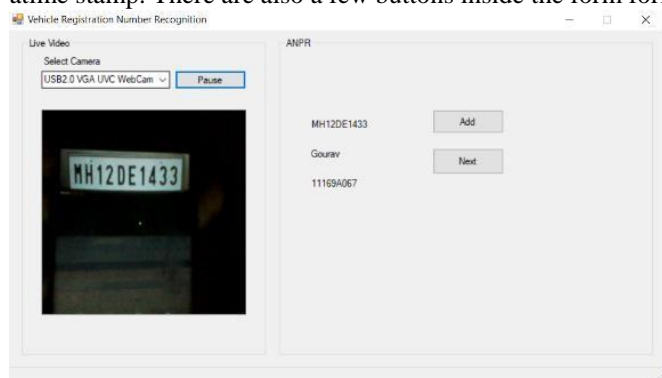 atime stamp. There are also a few buttons inside the form for
Vehicle Registration Number Recognition
Live Video
Select Camera
USB2.0 VGA UVC WebCam
Pause
MH12DE1433
ANPR
MH12DE1433
Add
Gourav
Next
11169A067